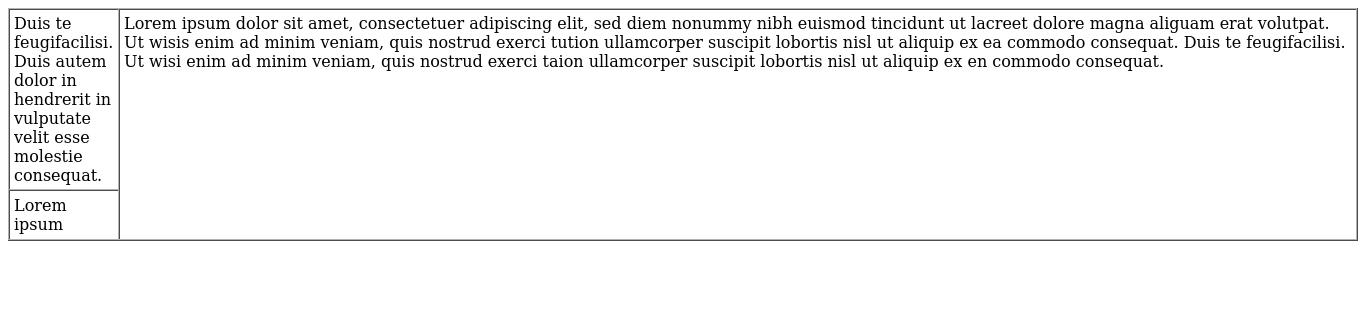 Duis te
feugifacilisi.
Duis autem
dolor in
hendrerit in
vulputate
velit esse
molestie
consequat.
Lorem
ipsum
Lorem ipsum dolor sit amet, consectetuer adipiscing elit, sed diem nonummy nibh euismod tincidunt ut lacreet dolore magna aliguam erat volutpat.
Ut wisis enim ad minim veniam, quis nostrud exerci tution ullamcorper suscipit lobortis nisl ut aliquip ex ea commodo consequat. Duis te feugifacilisi.
Ut wisi enim ad minim veniam, quis nostrud exerci taion ullamcorper suscipit lobortis nisl ut aliquip ex en commodo consequat.